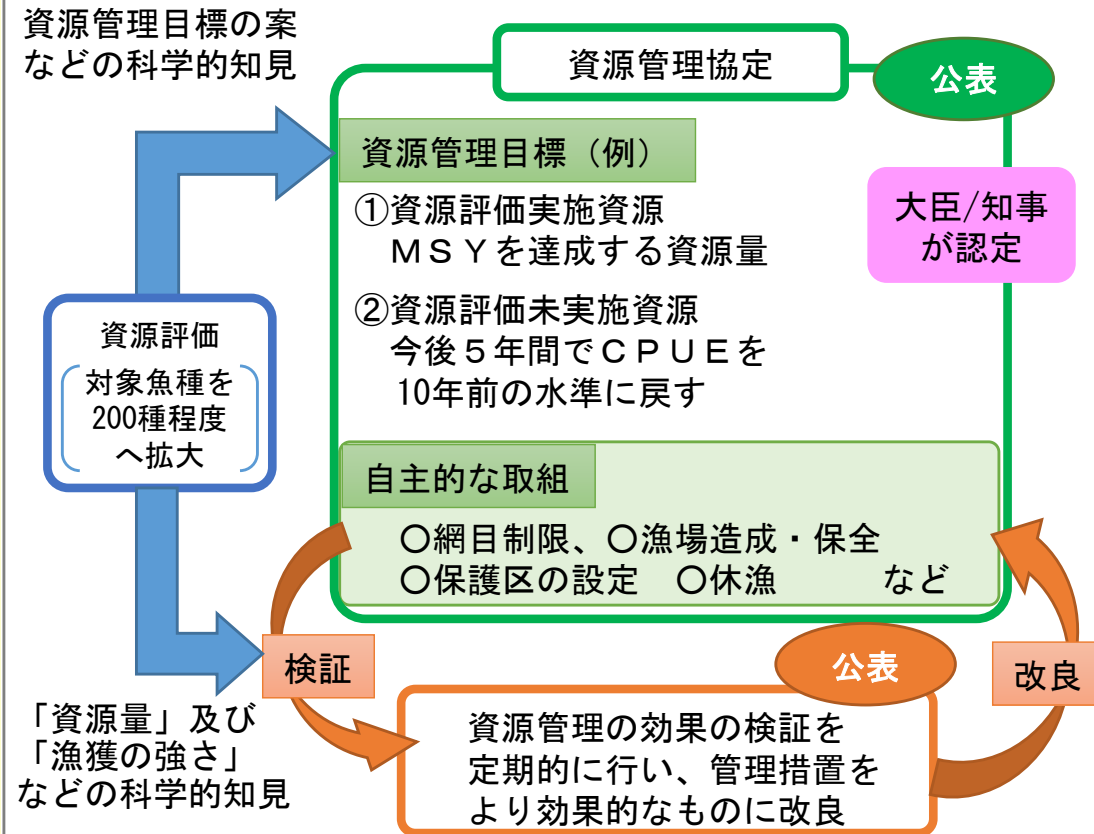 資源管理目標の案
などの科学的知見
資源管理協定
公表
資源管理目標（例）
大臣/知事
が認定
①資源評価実施資源
ＭＳＹを達成する資源量
②資源評価未実施資源
今後５年間でＣＰＵＥを
10年前の水準に戻す
資源評価
対象魚種を
200種程度
へ拡大
自主的な取組
〇網目制限、〇漁場造成・保全
〇保護区の設定　〇休漁　　　など
検証
公表
改良
「資源量」及び
「漁獲の強さ」
などの科学的知見
資源管理の効果の検証を
定期的に行い、管理措置を
より効果的なものに改良